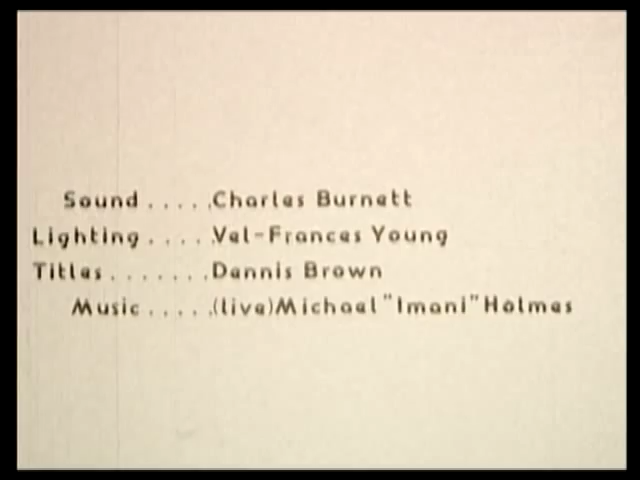 Sound . . . . .Charles Burnett
Lighting . . . . .Val-Frances Young
Titles . . . . . . .Dennis Brown
Music . . . . .(live)Michael "Imani" Holmes